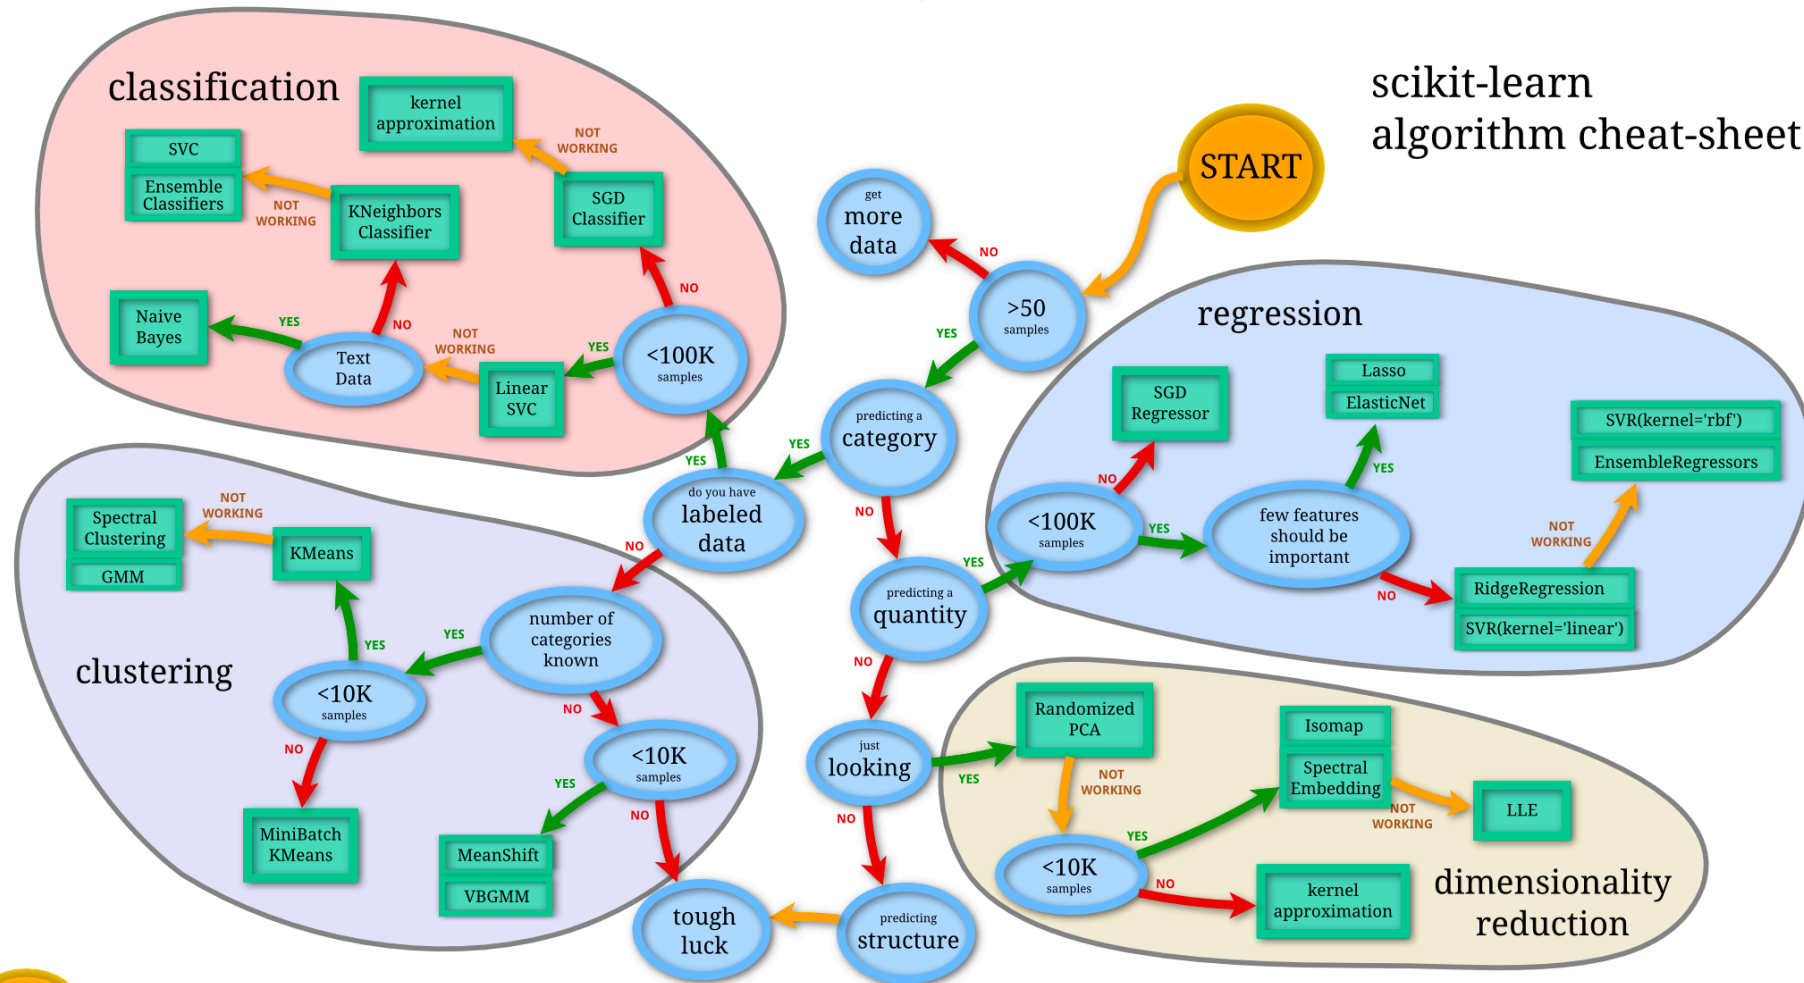 scikit-learn
algorithm cheat-sheet
START
classification
kernel
approximation
NOT
WORKING
SVC
Ensemble
Classifiers
NOT
WORKING
KNeighbors
Classifier
SGD
Classifier
NO
Naive
Bayes
YES
NO
Text
Data
NOT
WORKING
Linear
SVC
YES
<100K
samples
YES
get
more
data
NO
>50
samples
YES
predicting a
category
YES
NO
do you have
labeled
data
NO
predicting a
quantity
YES
NO
just
looking
YES
NO
predicting
structure
tough
luck
regression
SGD
Regressor
NO
<100K
samples
YES
Lasso
ElasticNet
YES
few features
should be
important
NO
SVR(kernel='rbf')
EnsembleRegressors
NOT
WORKING
RidgeRegression
SVR(kernel='linear')
clustering
Spectral
Clustering
GMM
NOT
WORKING
KMeans
YES
<10K
samples
YES
number of
categories
known
NO
NO
MiniBatch
KMeans
<10K
samples
YES
NO
MeanShift
VBGMM
Randomized
PCA
NOT
WORKING
<10K
samples
YES
NO
Isomap
Spectral
Embedding
NOT
WORKING
LLE
kernel
approximation
dimensionality
reduction